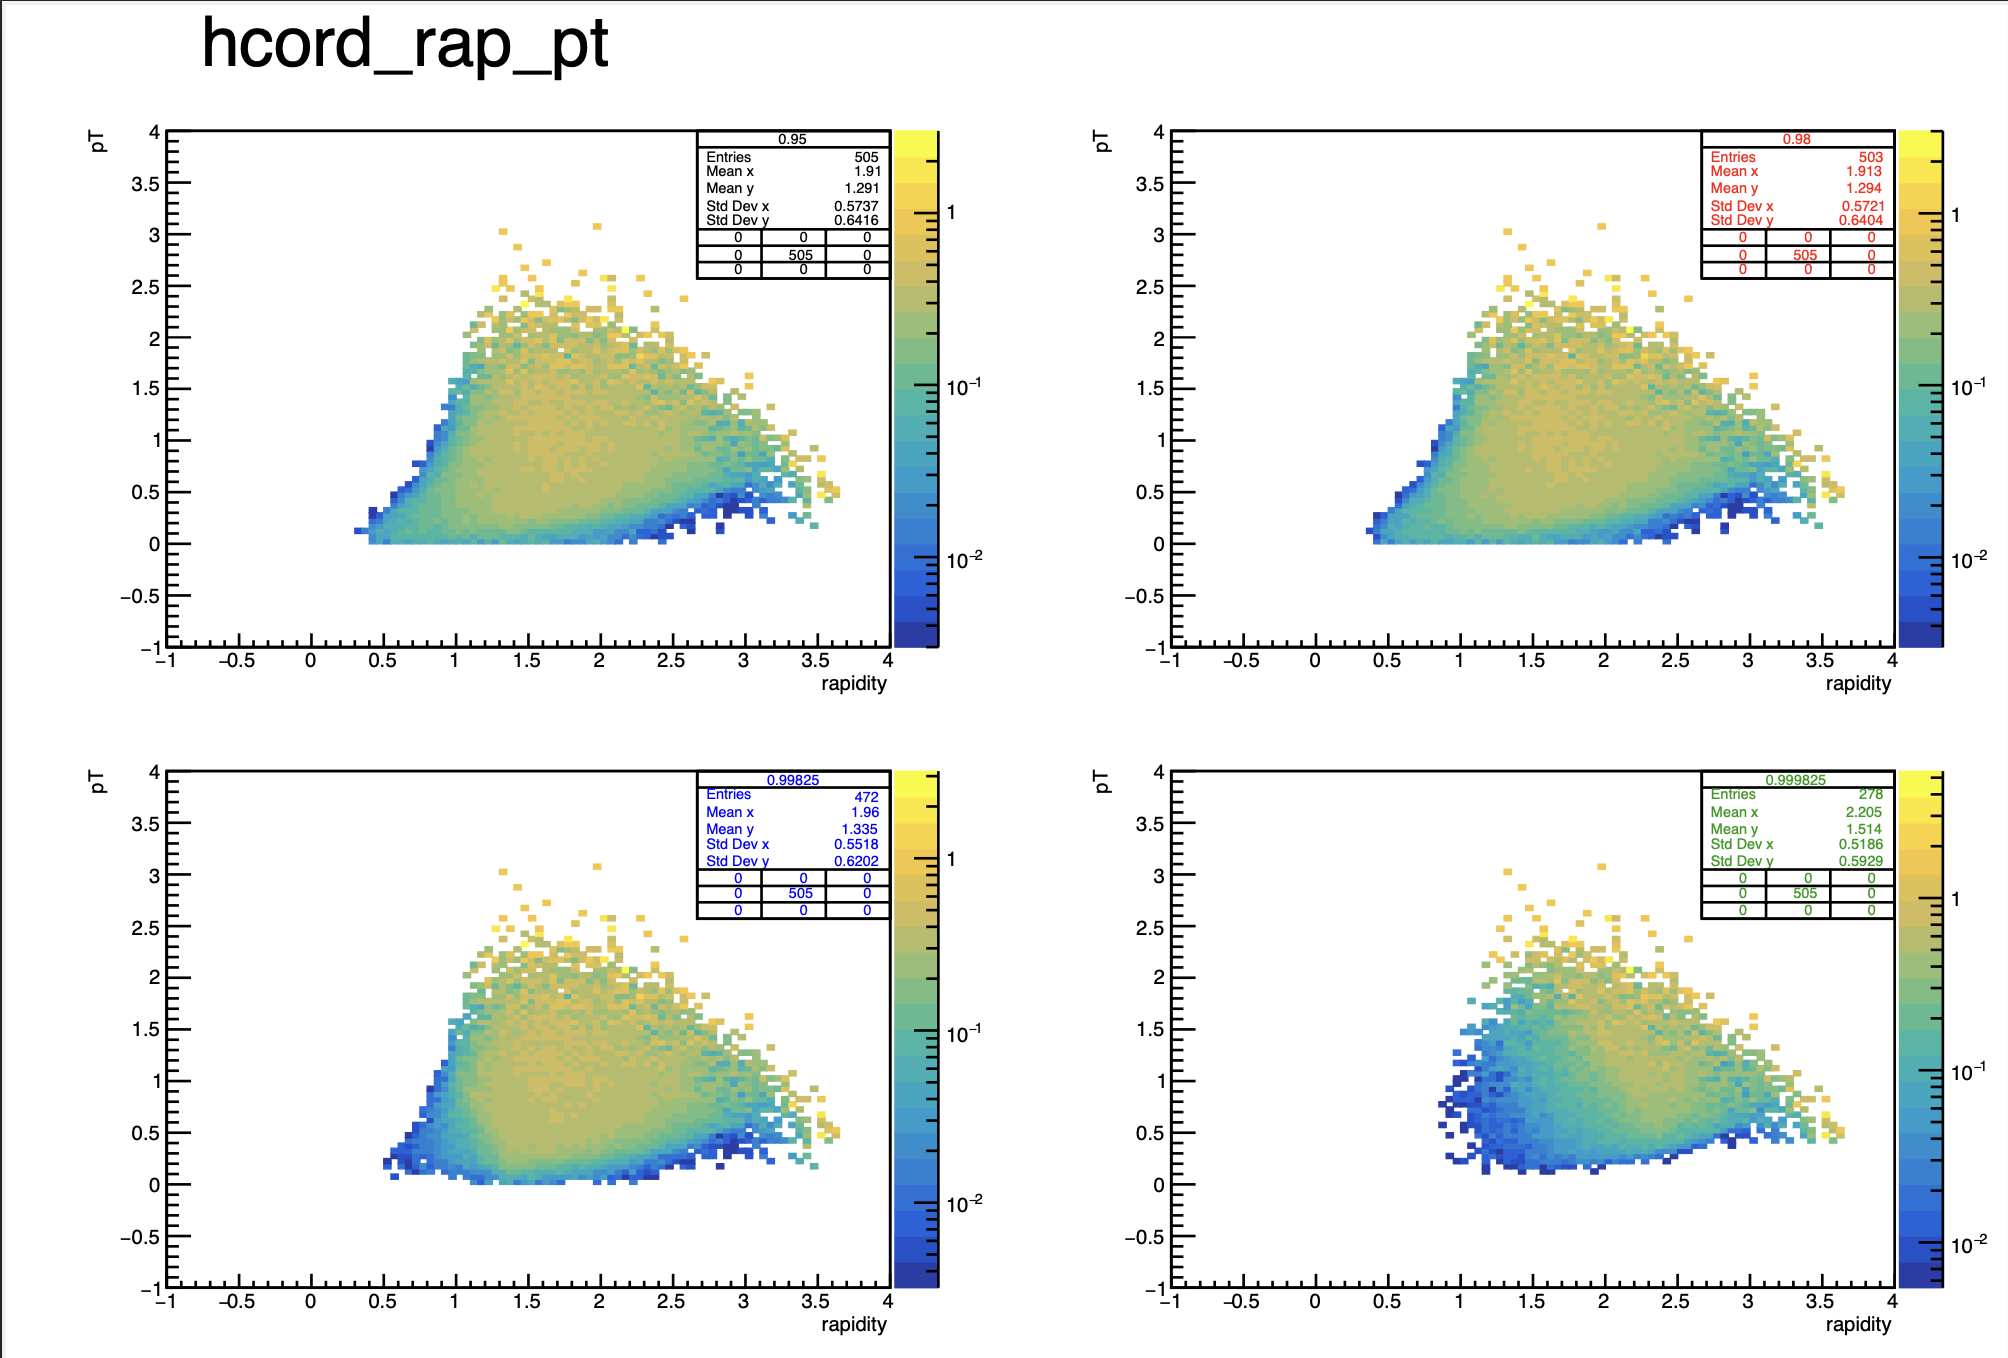 hcord_rap_pt
pT
4
3.5
3
2.5
2
1.5
1
0.5
0
−0.5
−1
−1 −0.5 0 0.5 1 1.5 2 2.5 3 3.5 4
rapidity
0.95
Entries 505
Mean x 1.91
Mean y 1.291
Std Dev x 0.5737
Std Dev y 0.6416
0 0 0
0 505 0
0 0 0
1
10−1
10−2
pT
4
3.5
3
2.5
2
1.5
1
0.5
0
−0.5
−1
−1 −0.5 0 0.5 1 1.5 2 2.5 3 3.5 4
rapidity
0.98
Entries 503
Mean x 1.913
Mean y 1.294
Std Dev x 0.5721
Std Dev y 0.6404
0 0 0
0 505 0
0 0 0
1
10−1
10−2
pT
4
3.5
3
2.5
2
1.5
1
0.5
0
−0.5
−1
−1 −0.5 0 0.5 1 1.5 2 2.5 3 3.5 4
rapidity
0.99825
Entries 472
Mean x 1.96
Mean y 1.335
Std Dev x 0.5518
Std Dev y 0.6202
0 0 0
0 505 0
0 0 0
1
10−1
10−2
pT
4
3.5
3
2.5
2
1.5
1
0.5
0
−0.5
−1
−1 −0.5 0 0.5 1 1.5 2 2.5 3 3.5 4
rapidity
0.999825
Entries 278
Mean x 2.205
Mean y 1.514
Std Dev x 0.5186
Std Dev y 0.5929
0 0 0
0 505 0
0 0 0
1
10−1
10−2